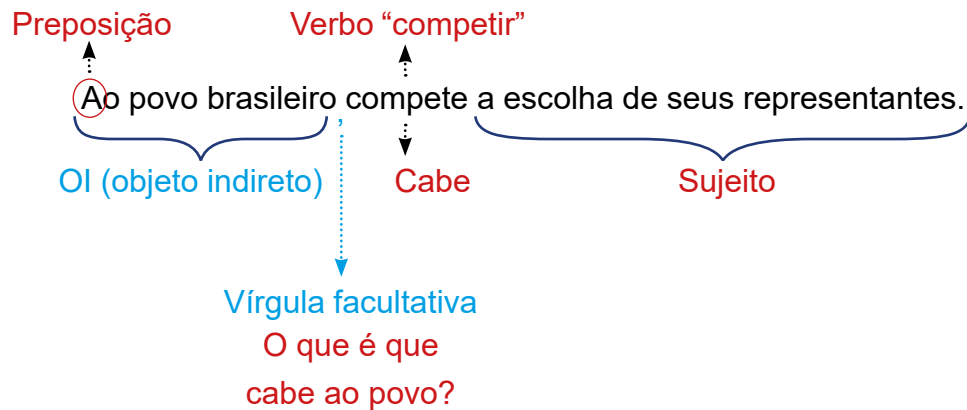 Preposição Verbo “competir”
Ao povo brasileiro, compete a escolha de seus representantes.
OI (objeto indireto) Cabe Sujeito
Vírgula facultativa
O que é que
cabe ao povo?